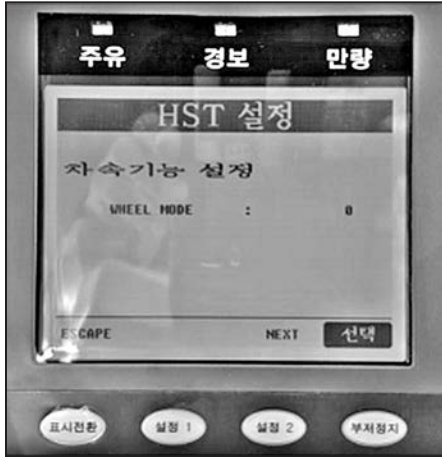 주유 경보 만량
HST 설정
차속기능 설정
WHEEL MODE : 0
ESCAPE NEXT 선택
표시전환 설정 1 설정 2 부저정지